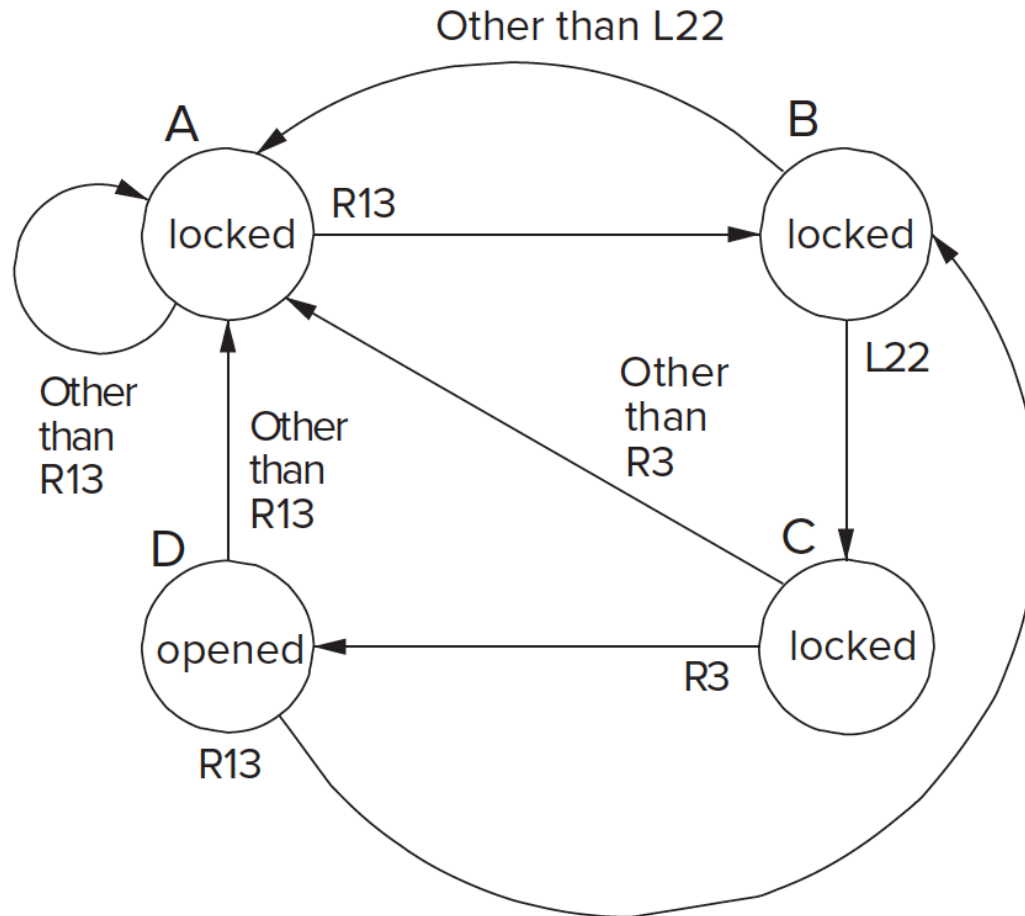 Other than L22
A
B
R13
locked
locked
L22
Other
than
R3
Other
than
R13
Other
than
R13
D
C
opened
locked
R3
R13